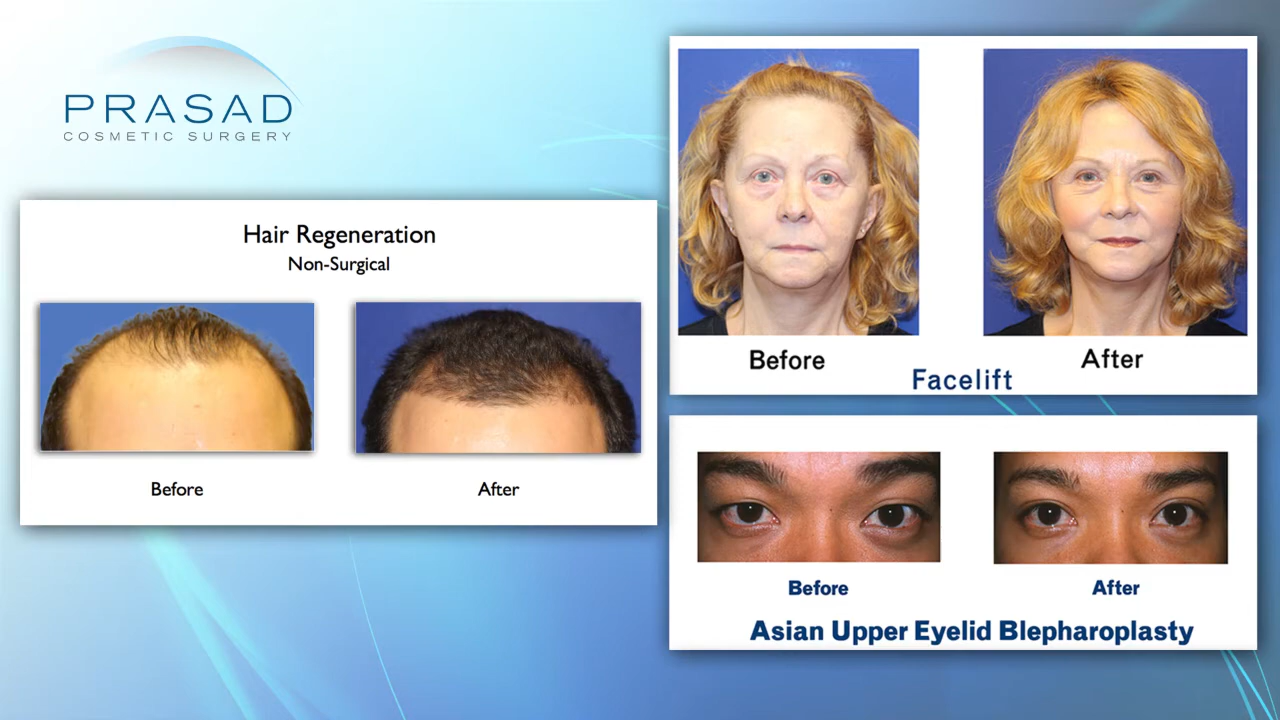 PRASAD
COSMETIC SURGERY
Hair Regeneration
Non-Surgical
Before
After
Before
After
Facelift
Before
After
Asian Upper Eyelid Blepharoplasty